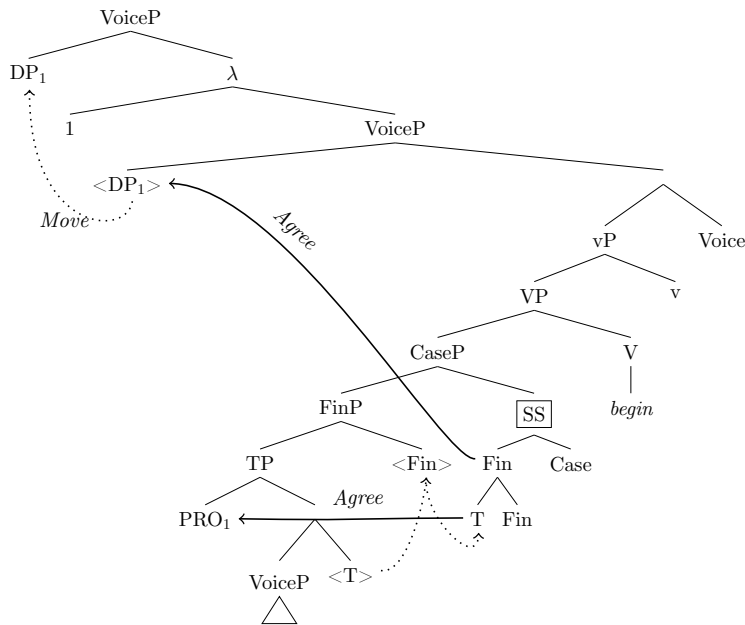 VoiceP
DP₁ λ
1 VoiceP
<DP₁>
Move Agree vP Voice
VP v
CaseP V
FinP SS begin
TP <Fin> Fin Case
Agree
PRO₁ T Fin
VoiceP <T>